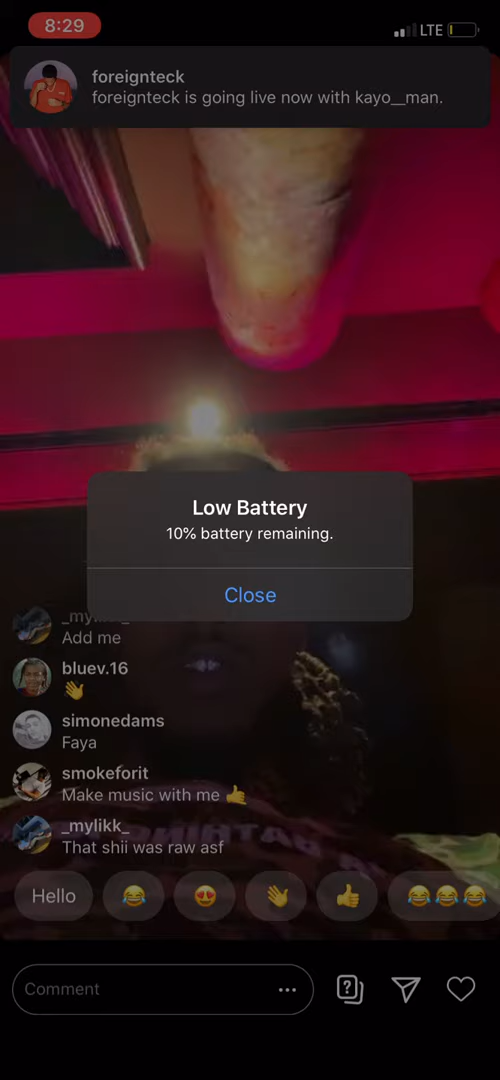 8:29
LTE
foreignteck
foreignteck is going live now with kayo__man.
Low Battery
10% battery remaining.
Close
Add me
bluev.16
👋
simonedams
Faya
smokeforit
Make music with me 🤙
_mylikk_
That shii was raw asf
Hello 😂 😍 👋 👍 😂😂😂
Comment